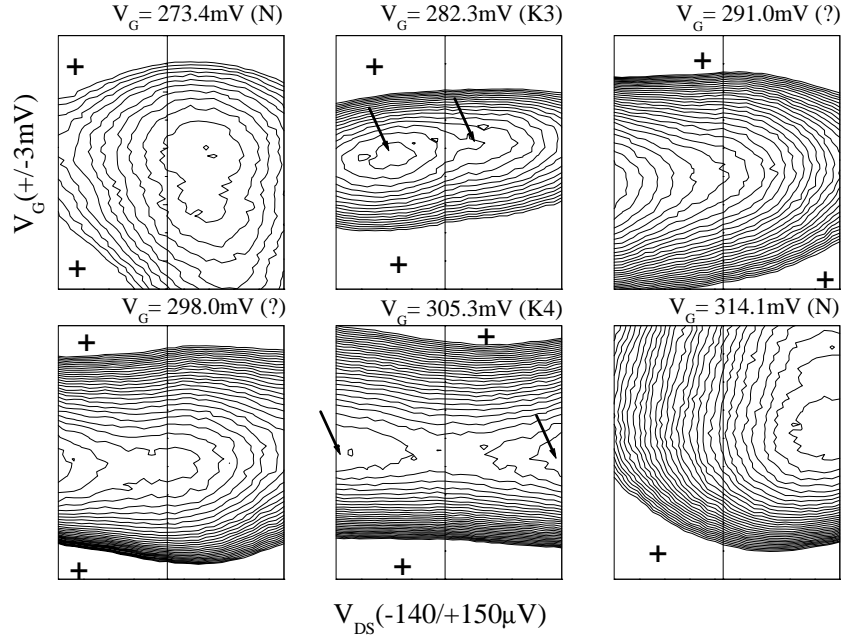 V_G= 273.4mV (N)
V_G= 282.3mV (K3)
V_G= 291.0mV (?)
V_G(+/-3mV)
V_G= 298.0mV (?)
V_G= 305.3mV (K4)
V_G= 314.1mV (N)
V_DS(-140/+150μV)